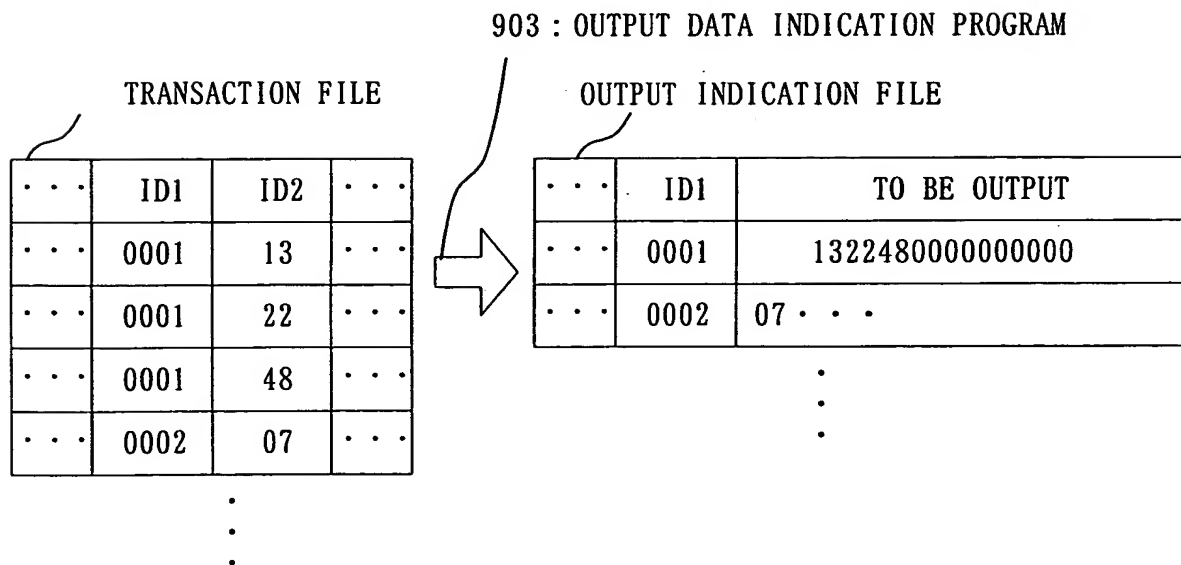 903 : OUTPUT DATA INDICATION PROGRAM
TRANSACTION FILE
OUTPUT INDICATION FILE
· · · ID1 ID2 · · ·
· · · 0001 13 · · ·
· · · 0001 22 · · ·
· · · 0001 48 · · ·
· · · 0002 07 · · ·
· · · ID1 TO BE OUTPUT
· · · 0001 1322480000000000
· · · 0002 07 · · ·